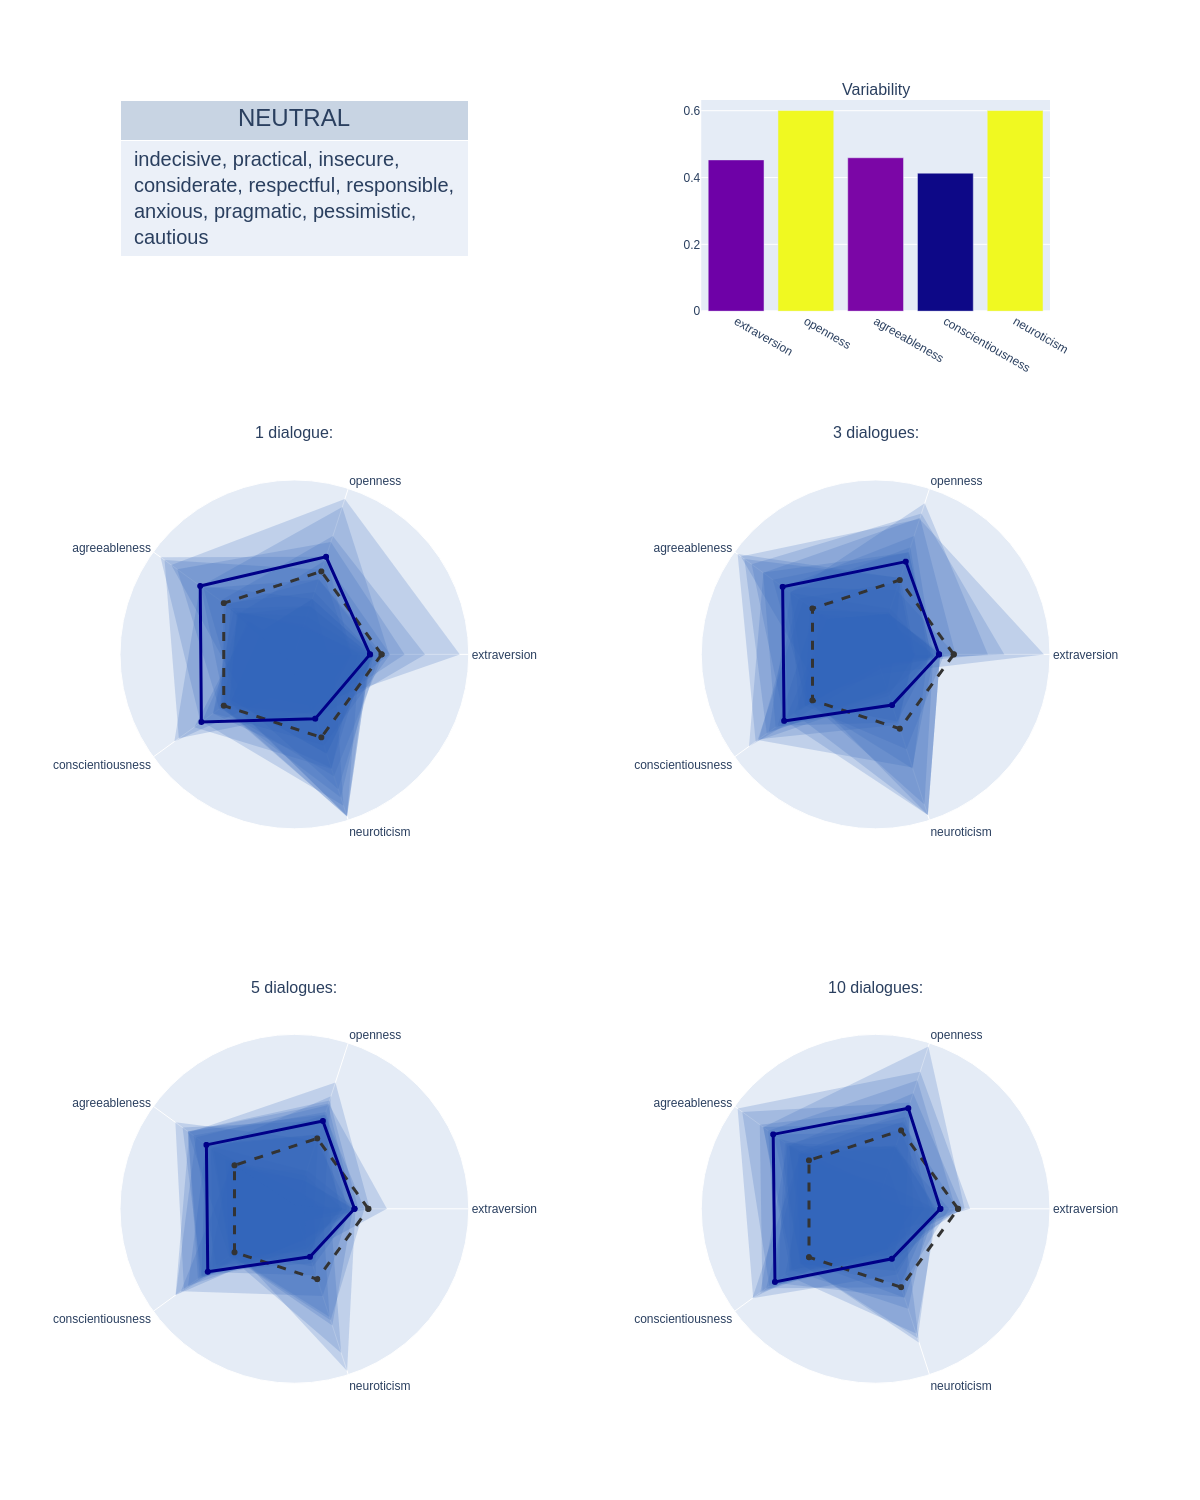 NEUTRAL
indecisive, practical, insecure,
considerate, respectful, responsible,
anxious, pragmatic, pessimistic,
cautious
Variability
0.6
0.4
0.2
0
extraversion
openness
agreeableness
conscientiousness
neuroticism
1 dialogue:
openness
agreeableness
extraversion
conscientiousness
neuroticism
3 dialogues:
openness
agreeableness
extraversion
conscientiousness
neuroticism
5 dialogues:
openness
agreeableness
extraversion
conscientiousness
neuroticism
10 dialogues:
openness
agreeableness
extraversion
conscientiousness
neuroticism